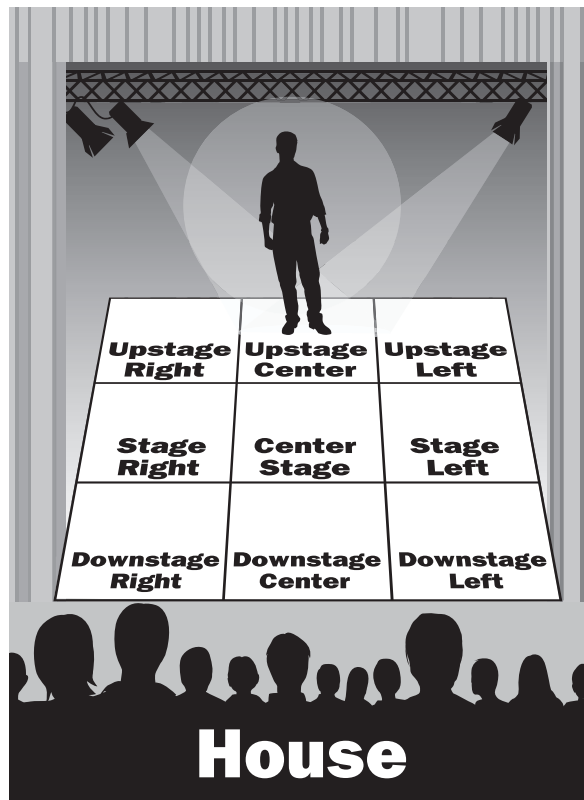 Upstage Right
Upstage Center
Upstage Left
Stage Right
Center Stage
Stage Left
Downstage Right
Downstage Center
Downstage Left
House